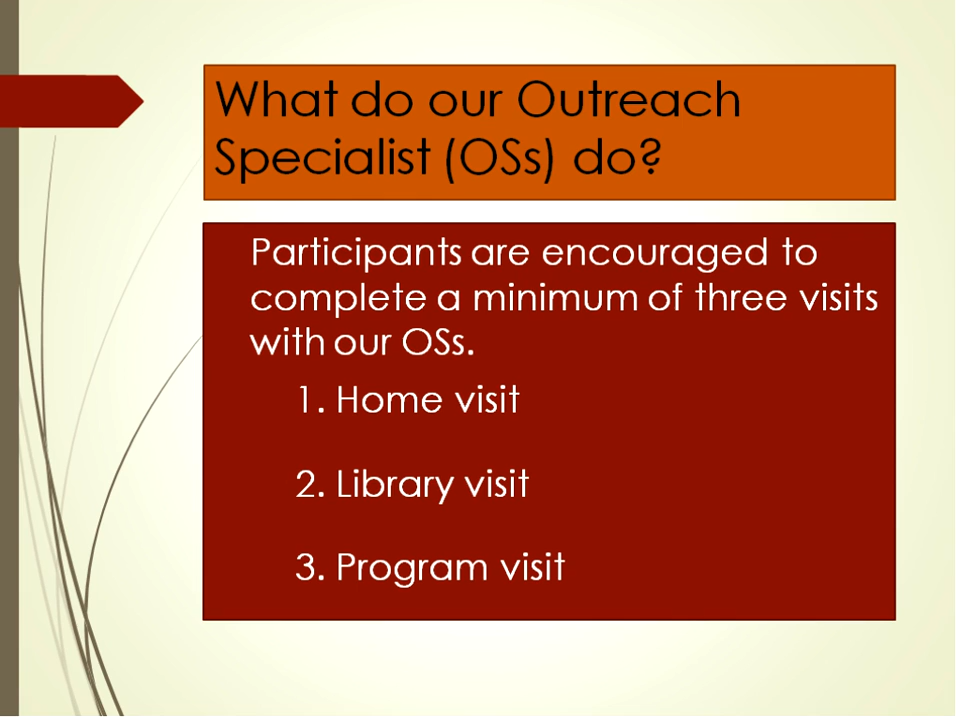 What do our Outreach
Specialist (OSs) do?
Participants are encouraged to
complete a minimum of three visits
with our OSs.
1. Home visit
2. Library visit
3. Program visit